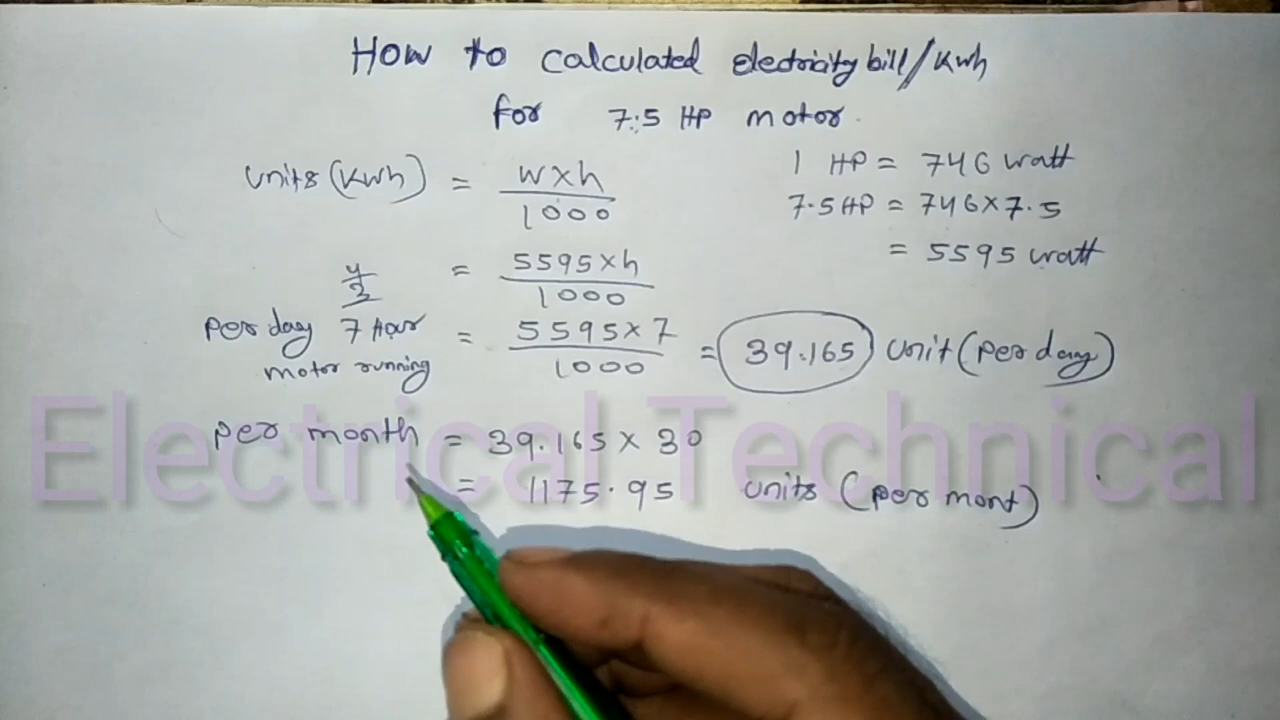 How to calculated electricity bill/Kwh
for 7.5 HP motor.
units (Kwh) = W×h / 1000
1 HP = 746 watt
7.5 HP = 746×7.5
= 5595 watt
= 5595×h / 1000
per day 7 Hour motor running = 5595×7 / 1000 = 39.165 unit (per day)
per month = 39.165 × 30
= 1175.95 units (per mont)
Electrical Technical